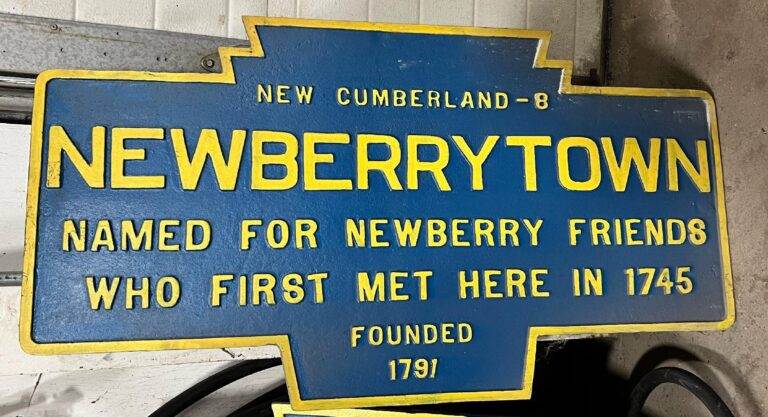 NEW CUMBERLAND-8
NEWBERRYTOWN
NAMED FOR NEWBERRY FRIENDS
WHO FIRST MET HERE IN 1745
FOUNDED
1791